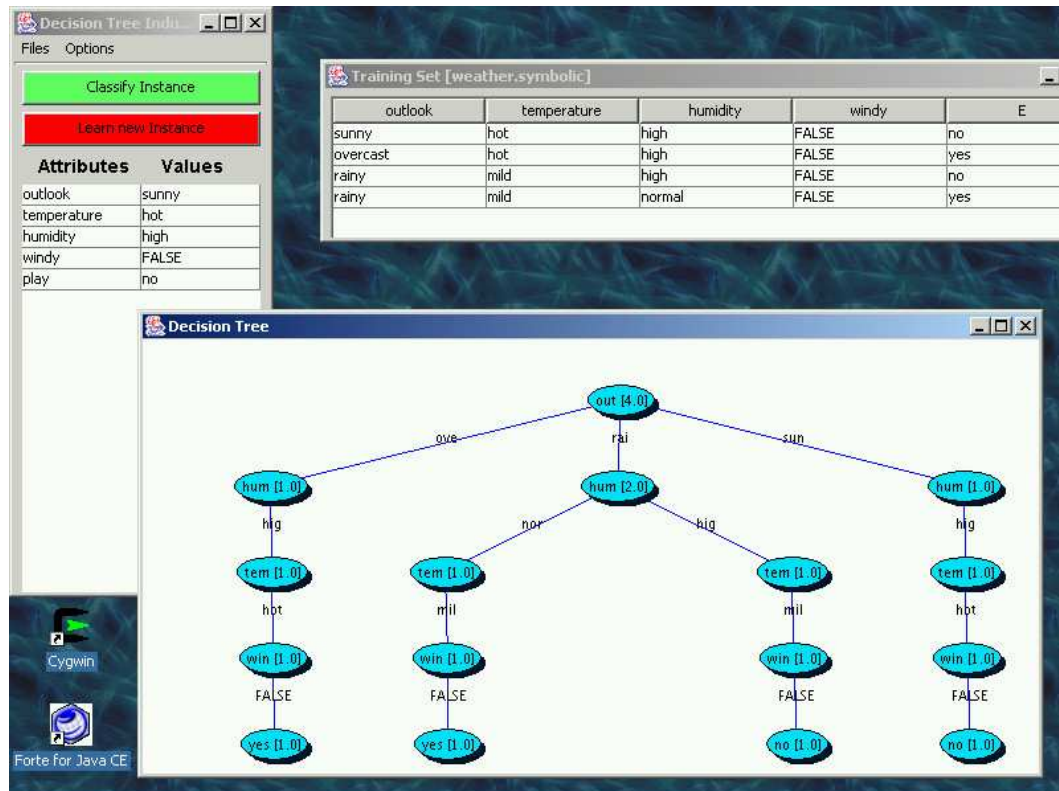 Decision Tree Indu...
Files Options
Classify Instance
Learn new Instance
Attributes Values
outlook sunny
temperature hot
humidity high
windy FALSE
play no
Training Set [weather.symbolic]
outlook temperature humidity windy E
sunny hot high FALSE no
overcast hot high FALSE yes
rainy mild high FALSE no
rainy mild normal FALSE yes
Decision Tree
out [4.0]
ove rai sun
hum [1.0] hum [2.0] hum [1.0]
hig nor hig hig
tem [1.0] tem [1.0] tem [1.0] tem [1.0]
hot mil mil hot
win [1.0] win [1.0] win [1.0] win [1.0]
FALSE FALSE FALSE FALSE
yes [1.0] yes [1.0] no [1.0] no [1.0]
Cygwin
Forte for Java CE